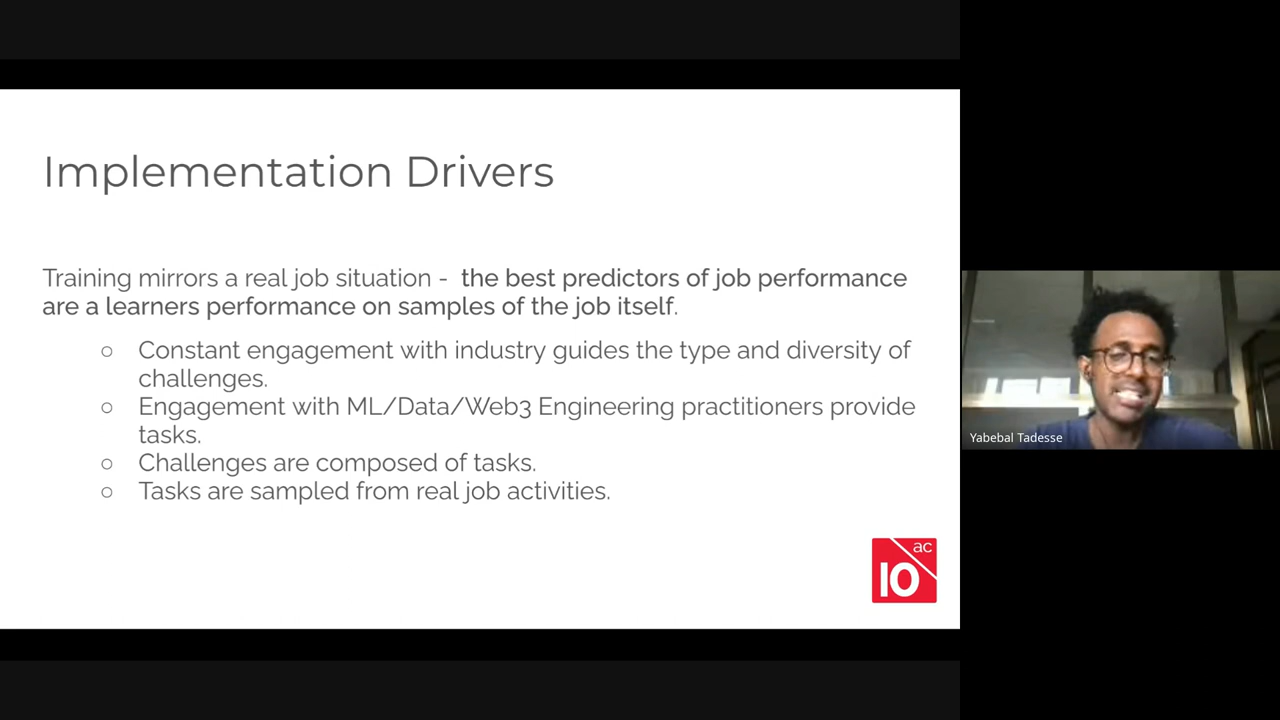 Implementation Drivers
Training mirrors a real job situation -  the best predictors of job performance
are a learners performance on samples of the job itself.
○ Constant engagement with industry guides the type and diversity of
challenges.
○ Engagement with ML/Data/Web3 Engineering practitioners provide
tasks.
○ Challenges are composed of tasks.
○ Tasks are sampled from real job activities.
ac
10
Yabebal Tadesse